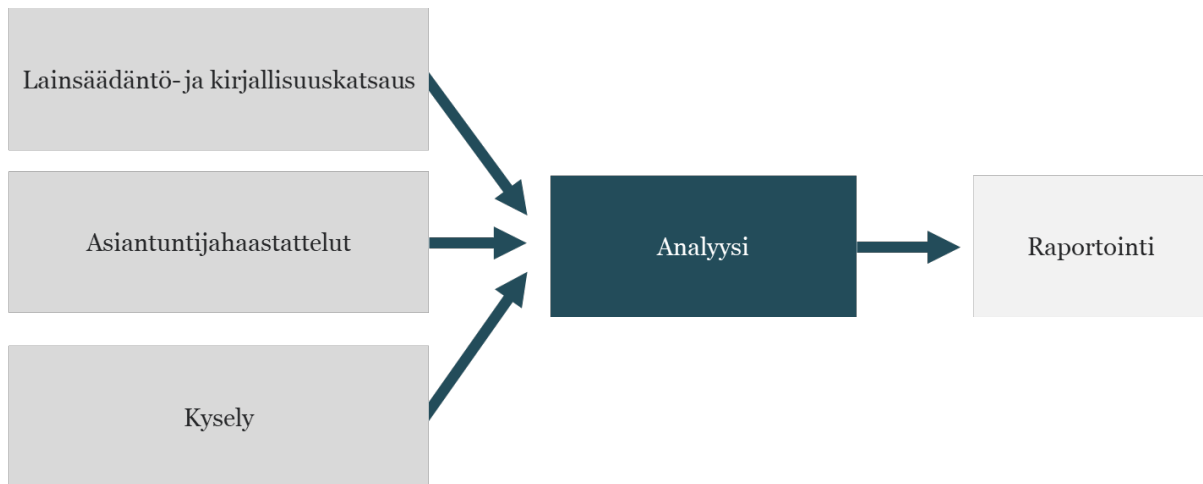 Lainsäädäntö- ja kirjallisuuskatsaus
Asiantuntijahaastattelut
Analyysi
Raportointi
Kysely